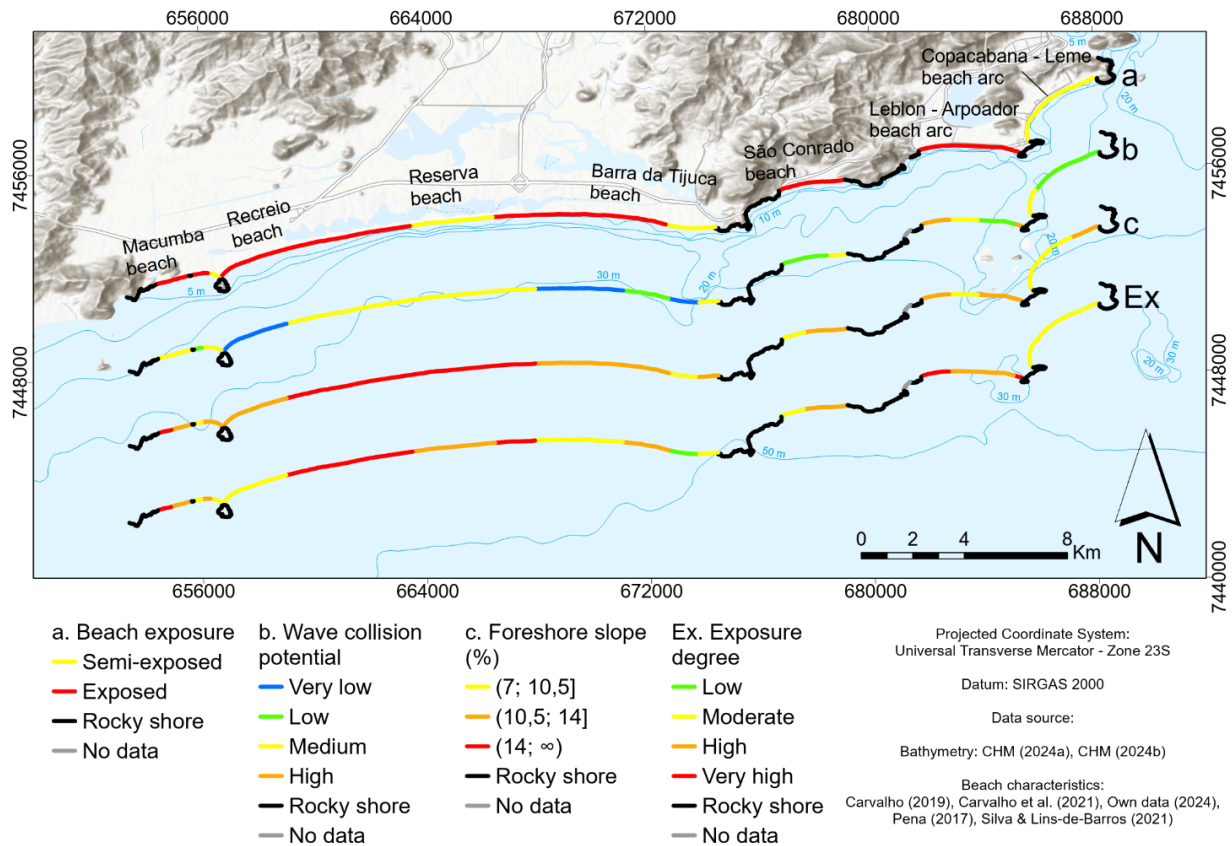 656000
664000
672000
680000
688000
5 m
Copacabana - Leme
beach arc
a
20 m
Leblon - Arpoador
beach arc
b
São Conrado
beach
7456000
7456000
Reserva
beach
Barra da Tijuca
beach
10 m
Recreio
beach
c
Macumba
beach
20 m
5 m
30 m
20 m
Ex
30 m
20 m
7448000
7448000
30 m
50 m
0 2 4 8
Km
N
7440000
656000
664000
672000
680000
688000
a. Beach exposure
Semi-exposed
Exposed
Rocky shore
No data
b. Wave collision
potential
Very low
Low
Medium
High
Rocky shore
No data
c. Foreshore slope
(%)
(7; 10,5]
(10,5; 14]
(14; ∞)
Rocky shore
No data
Ex. Exposure
degree
Low
Moderate
High
Very high
Rocky shore
No data
Projected Coordinate System:
Universal Transverse Mercator - Zone 23S
Datum: SIRGAS 2000
Data source:
Bathymetry: CHM (2024a), CHM (2024b)
Beach characteristics:
Carvalho (2019), Carvalho et al. (2021), Own data (2024),
Pena (2017), Silva & Lins-de-Barros (2021)